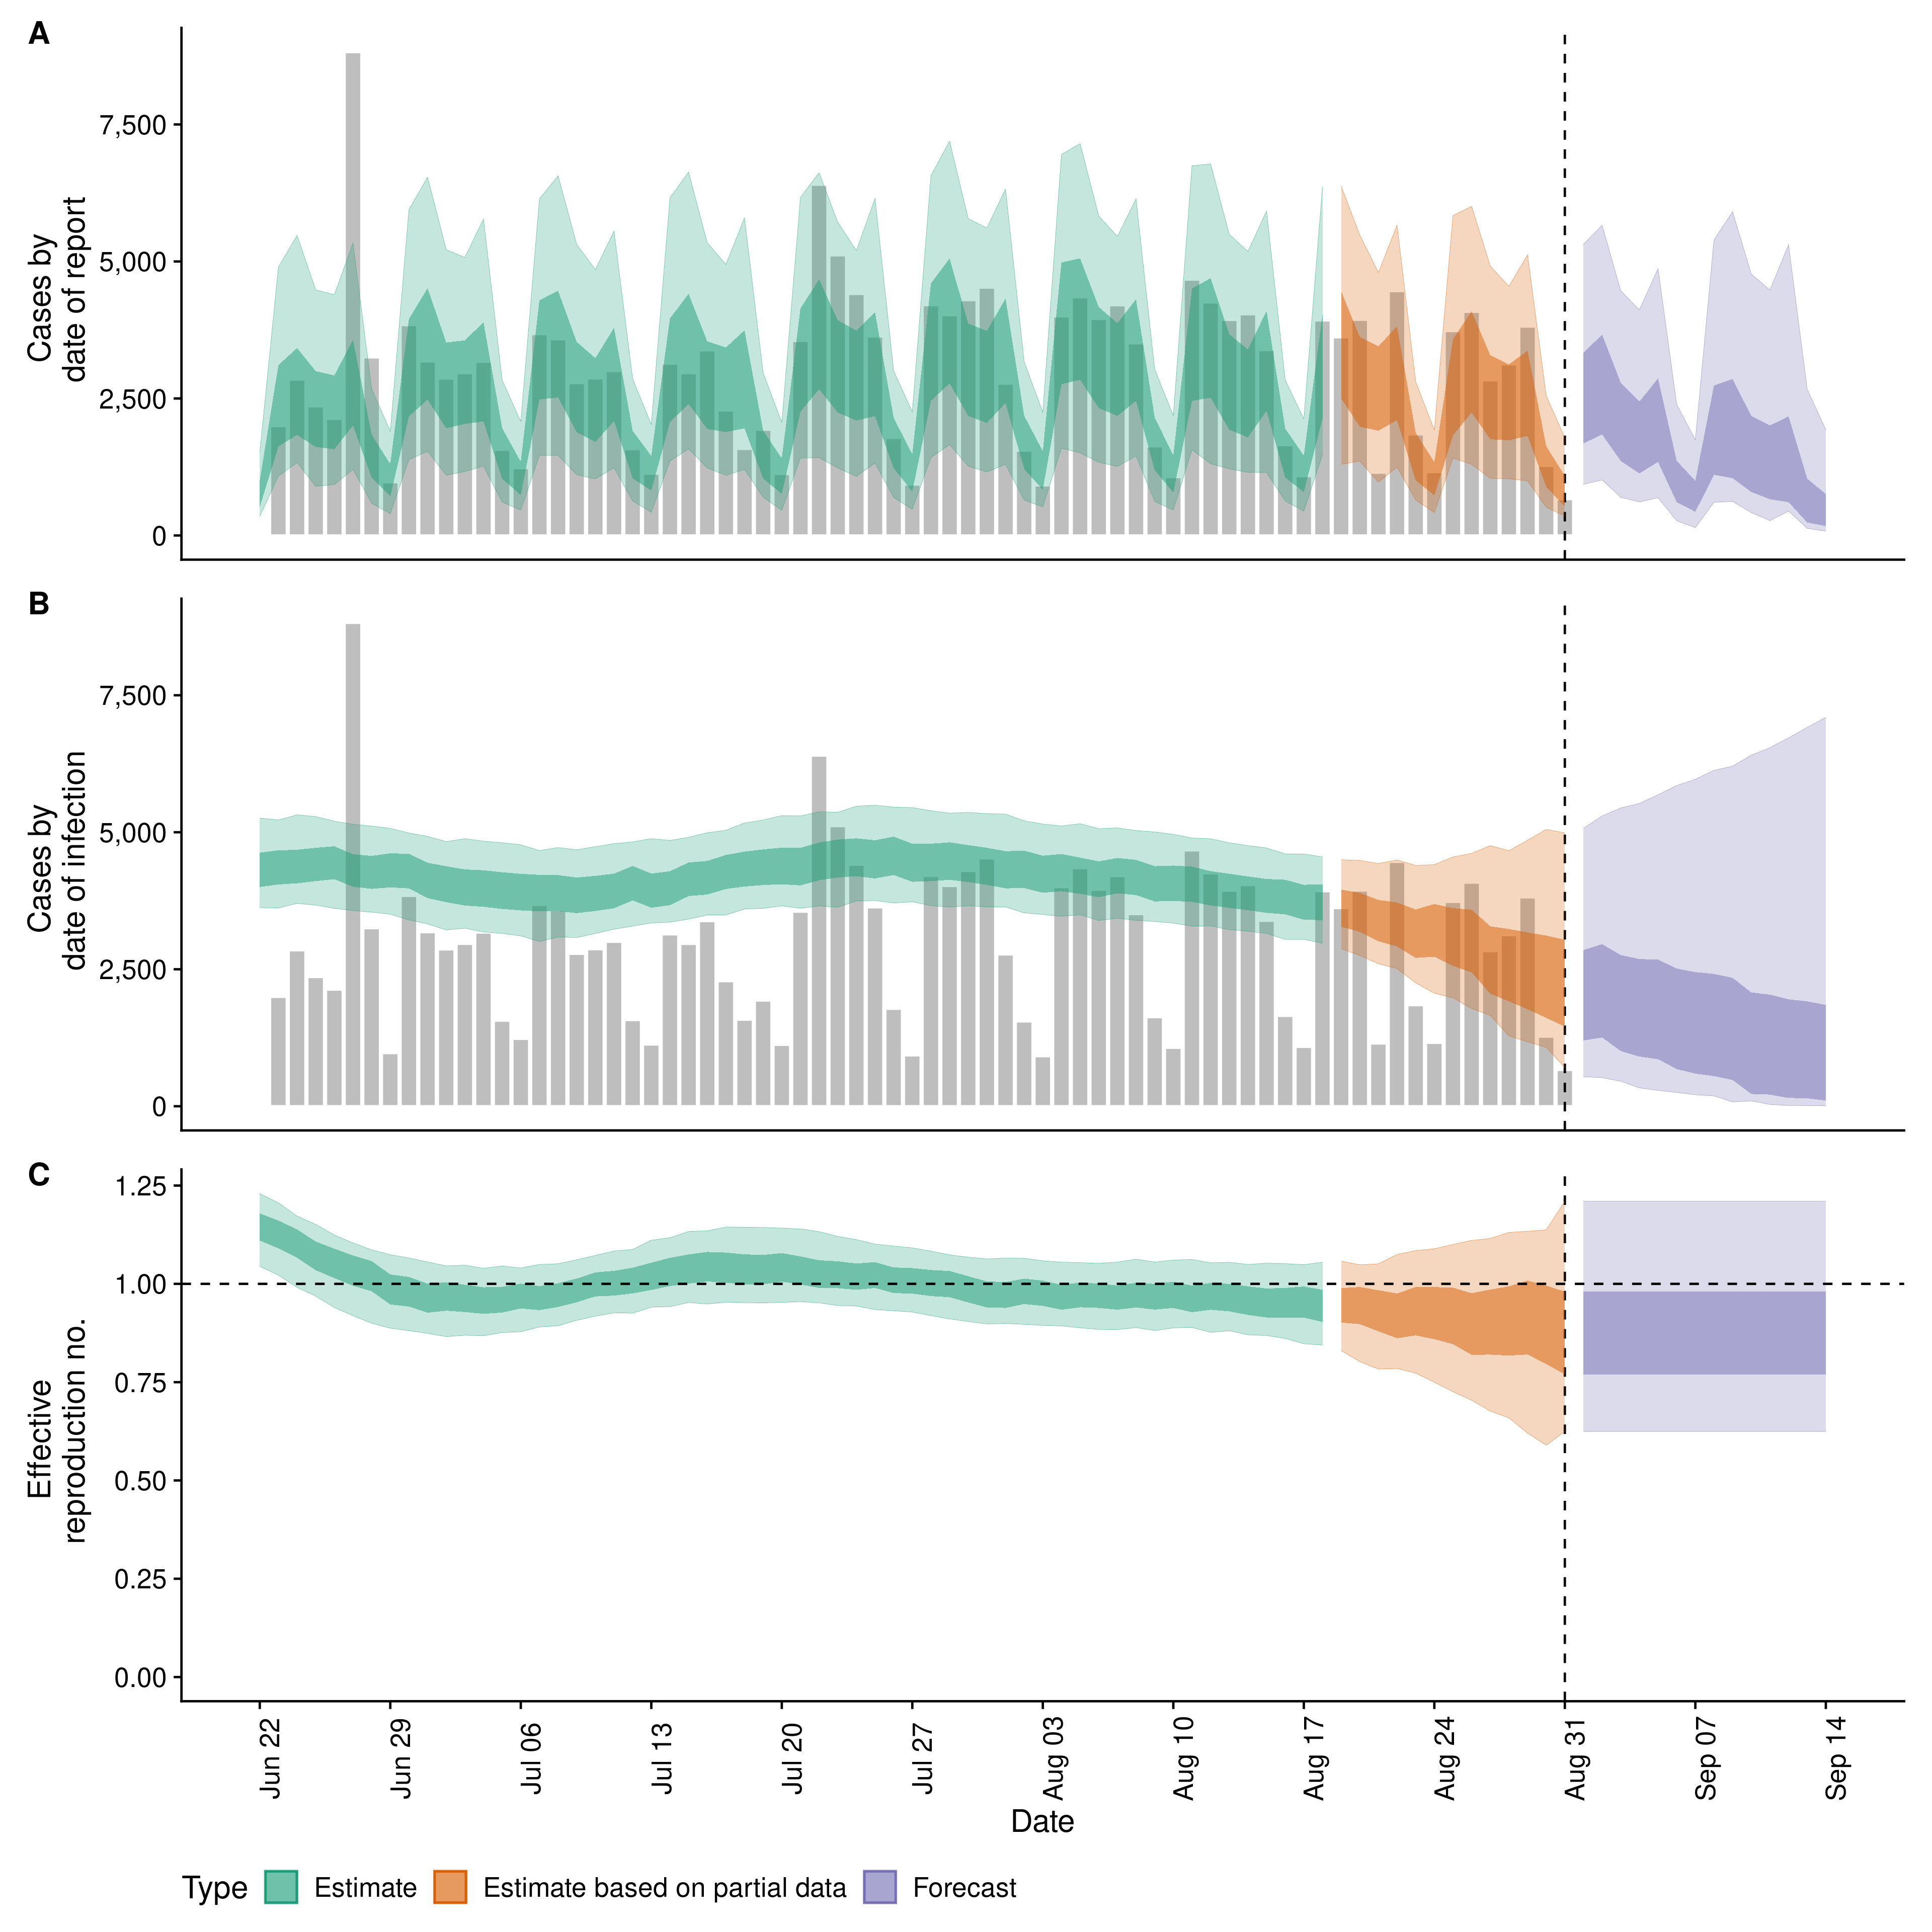 A
7,500
5,000
2,500
0
Cases by
date of report
B
7,500
5,000
2,500
0
Cases by
date of infection
C
1.25
1.00
0.75
0.50
0.25
0.00
Effective
reproduction no.
Jun 22
Jun 29
Jul 06
Jul 13
Jul 20
Jul 27
Aug 03
Aug 10
Aug 17
Aug 24
Aug 31
Sep 07
Sep 14
Date
Type Estimate Estimate based on partial data Forecast